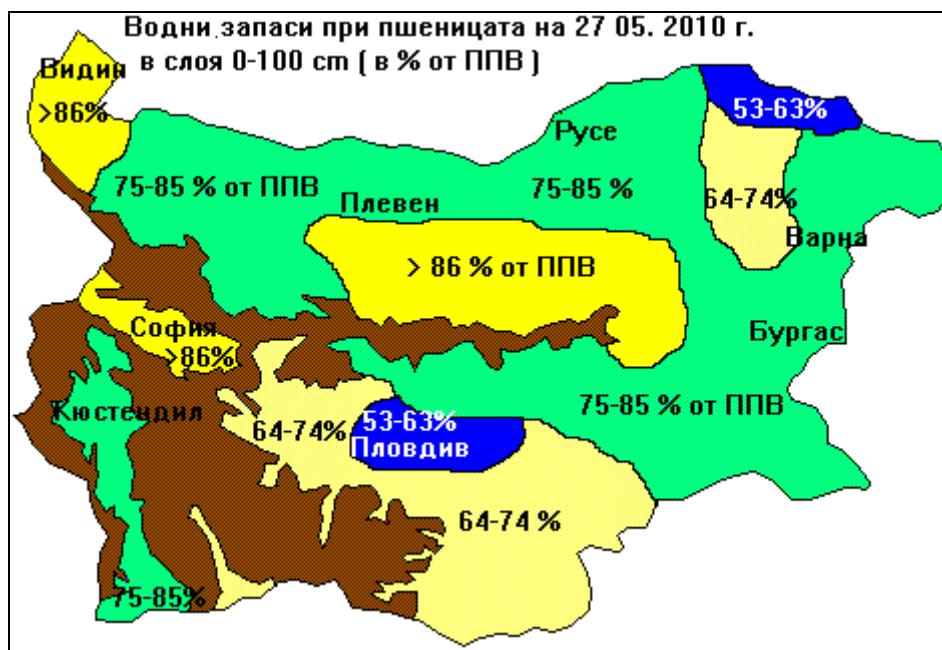 Водни запаси при пшеницата на 27 05. 2010 г.
в слоя 0-100 cm ( в % от ППВ )
Видин
>86%
53-63%
Русе
75-85 % от ППВ
75-85 %
64-74%
Плевен
Варна
> 86 % от ППВ
София
>86%
Бургас
Кюстендил
75-85 % от ППВ
64-74%
53-63%
Пловдив
64-74 %
75-85%